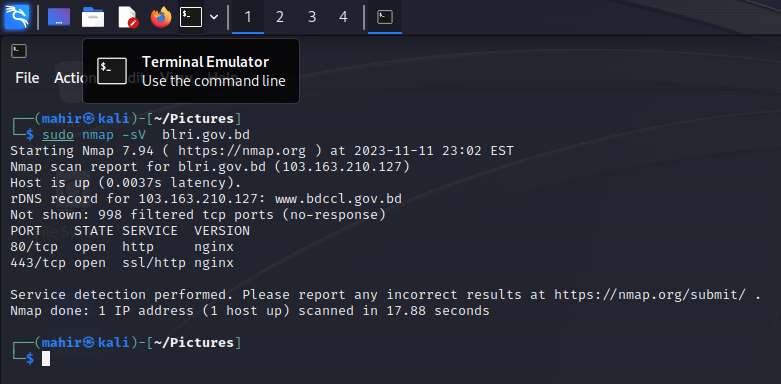 1 2 3 4
Terminal Emulator
Use the command line
File Action Edit View Help
┌──(mahir㉿kali)-[~/Pictures]
└─$ sudo nmap -sV  blri.gov.bd
Starting Nmap 7.94 ( https://nmap.org ) at 2023-11-11 23:02 EST
Nmap scan report for blri.gov.bd (103.163.210.127)
Host is up (0.0037s latency).
rDNS record for 103.163.210.127: www.bdccl.gov.bd
Not shown: 998 filtered tcp ports (no-response)
PORT    STATE SERVICE  VERSION
80/tcp  open  http     nginx
443/tcp open  ssl/http nginx
Service detection performed. Please report any incorrect results at https://nmap.org/submit/ .
Nmap done: 1 IP address (1 host up) scanned in 17.88 seconds
┌──(mahir㉿kali)-[~/Pictures]
└─$